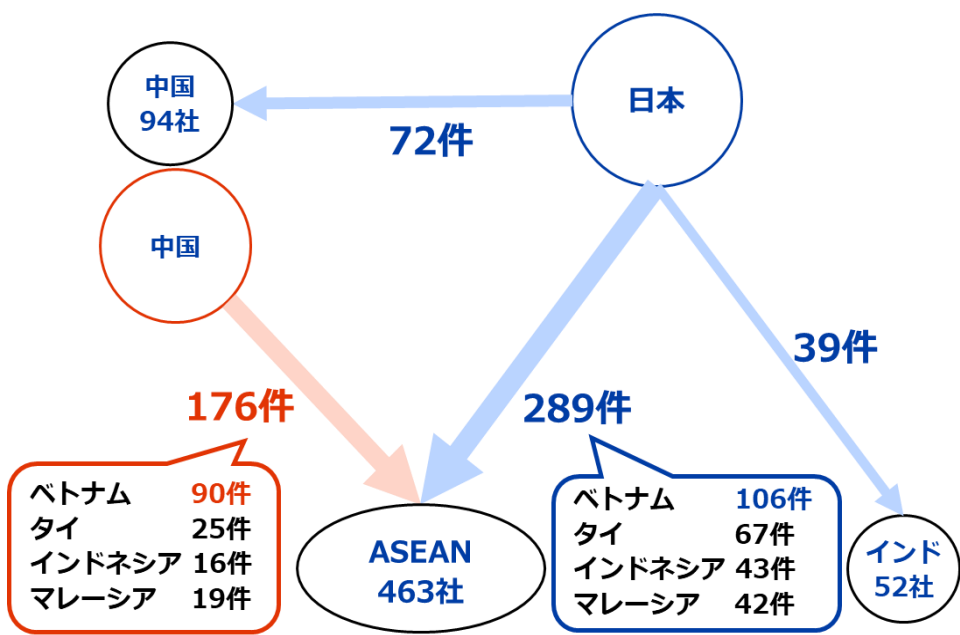 中国
94社
日本
72件
中国
39件
176件
289件
ベトナム 90件
タイ 25件
インドネシア 16件
マレーシア 19件
ASEAN
463社
ベトナム 106件
タイ 67件
インドネシア 43件
マレーシア 42件
インド
52社